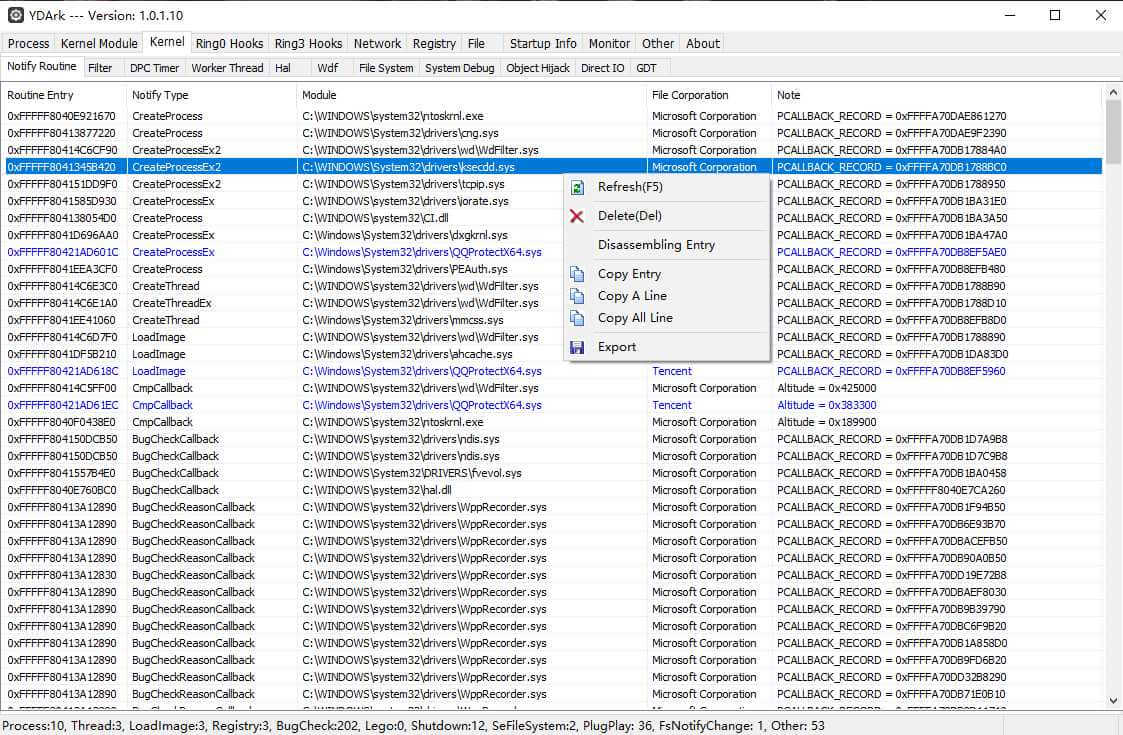 YDArk --- Version: 1.0.1.10
Process Kernel Module Kernel Ring0 Hooks Ring3 Hooks Network Registry File Startup Info Monitor Other About
Notify Routine Filter DPC Timer Worker Thread Hal Wdf File System System Debug Object Hijack Direct IO GDT
Routine Entry Notify Type Module File Corporation Note
0xFFFFF8040E921670 CreateProcess C:\WINDOWS\system32\ntoskrnl.exe Microsoft Corporation PCALLBACK_RECORD = 0xFFFFA70DAE861270
0xFFFFF80413877220 CreateProcess C:\WINDOWS\System32\drivers\cng.sys Microsoft Corporation PCALLBACK_RECORD = 0xFFFFA70DAE9F2390
0xFFFFF80414C6CF90 CreateProcessEx2 C:\WINDOWS\system32\drivers\wd\WdFilter.sys Microsoft Corporation PCALLBACK_RECORD = 0xFFFFA70DB17884A0
0xFFFFF8041345B420 CreateProcessEx2 C:\WINDOWS\System32\drivers\ksecdd.sys Microsoft Corporation PCALLBACK_RECORD = 0xFFFFA70DB1788BC0
0xFFFFF804151DD9F0 CreateProcessEx2 C:\WINDOWS\System32\drivers\tcpip.sys PCALLBACK_RECORD = 0xFFFFA70DB1788950
0xFFFFF8041585D930 CreateProcessEx C:\WINDOWS\system32\drivers\iorate.sys PCALLBACK_RECORD = 0xFFFFA70DB1BA31E0
0xFFFFF804138054D0 CreateProcess C:\WINDOWS\system32\CI.dll PCALLBACK_RECORD = 0xFFFFA70DB1BA3A50
0xFFFFF8041D696AA0 CreateProcessEx C:\Windows\System32\drivers\dxgkrnl.sys PCALLBACK_RECORD = 0xFFFFA70DB1BA47A0
0xFFFFF80421AD601C CreateProcessEx C:\Windows\System32\drivers\QQProtectX64.sys PCALLBACK_RECORD = 0xFFFFA70DB8EF5AE0
0xFFFFF8041EEA3CF0 CreateProcess C:\Windows\System32\drivers\PEAuth.sys PCALLBACK_RECORD = 0xFFFFA70DB8EFB480
0xFFFFF80414C6E3C0 CreateThread C:\WINDOWS\system32\drivers\wd\WdFilter.sys PCALLBACK_RECORD = 0xFFFFA70DB1788B90
0xFFFFF80414C6E1A0 CreateThreadEx C:\WINDOWS\system32\drivers\wd\WdFilter.sys PCALLBACK_RECORD = 0xFFFFA70DB1788D10
0xFFFFF8041EE41060 CreateThread C:\Windows\System32\drivers\mmcss.sys PCALLBACK_RECORD = 0xFFFFA70DB8EFB8D0
0xFFFFF80414C6D7F0 LoadImage C:\WINDOWS\system32\drivers\wd\WdFilter.sys PCALLBACK_RECORD = 0xFFFFA70DB1788890
0xFFFFF8041DF5B210 LoadImage C:\Windows\System32\drivers\ahcache.sys PCALLBACK_RECORD = 0xFFFFA70DB1DA83D0
0xFFFFF80421AD618C LoadImage C:\Windows\System32\drivers\QQProtectX64.sys Tencent PCALLBACK_RECORD = 0xFFFFA70DB8EF5960
0xFFFFF80414C5FF00 CmpCallback C:\WINDOWS\system32\drivers\wd\WdFilter.sys Microsoft Corporation Altitude = 0x425000
0xFFFFF80421AD61EC CmpCallback C:\Windows\System32\drivers\QQProtectX64.sys Tencent Altitude = 0x383300
0xFFFFF8040F0438E0 CmpCallback C:\WINDOWS\system32\ntoskrnl.exe Microsoft Corporation Altitude = 0x189900
0xFFFFF804150DCB50 BugCheckCallback C:\WINDOWS\system32\drivers\ndis.sys Microsoft Corporation PCALLBACK_RECORD = 0xFFFFA70DB1D7A9B8
0xFFFFF804150DCB50 BugCheckCallback C:\WINDOWS\system32\drivers\ndis.sys Microsoft Corporation PCALLBACK_RECORD = 0xFFFFA70DB1D7C9B8
0xFFFFF8041557B4E0 BugCheckCallback C:\WINDOWS\System32\DRIVERS\fvevol.sys Microsoft Corporation PCALLBACK_RECORD = 0xFFFFA70DB1BA0458
0xFFFFF8040E760BC0 BugCheckCallback C:\WINDOWS\system32\hal.dll Microsoft Corporation PCALLBACK_RECORD = 0xFFFFF8040E7CA260
0xFFFFF80413A12890 BugCheckReasonCallback C:\WINDOWS\system32\drivers\WppRecorder.sys Microsoft Corporation PCALLBACK_RECORD = 0xFFFFA70DB1F94B50
0xFFFFF80413A12890 BugCheckReasonCallback C:\WINDOWS\system32\drivers\WppRecorder.sys Microsoft Corporation PCALLBACK_RECORD = 0xFFFFA70DB6E93B70
0xFFFFF80413A12890 BugCheckReasonCallback C:\WINDOWS\system32\drivers\WppRecorder.sys Microsoft Corporation PCALLBACK_RECORD = 0xFFFFA70DBACEFB50
0xFFFFF80413A12890 BugCheckReasonCallback C:\WINDOWS\system32\drivers\WppRecorder.sys Microsoft Corporation PCALLBACK_RECORD = 0xFFFFA70DB90A0B50
0xFFFFF80413A12830 BugCheckReasonCallback C:\WINDOWS\system32\drivers\WppRecorder.sys Microsoft Corporation PCALLBACK_RECORD = 0xFFFFA70DD19E72B8
0xFFFFF80413A12890 BugCheckReasonCallback C:\WINDOWS\system32\drivers\WppRecorder.sys Microsoft Corporation PCALLBACK_RECORD = 0xFFFFA70DBAEF8030
0xFFFFF80413A12890 BugCheckReasonCallback C:\WINDOWS\system32\drivers\WppRecorder.sys Microsoft Corporation PCALLBACK_RECORD = 0xFFFFA70DB9B39790
0xFFFFF80413A12890 BugCheckReasonCallback C:\WINDOWS\system32\drivers\WppRecorder.sys Microsoft Corporation PCALLBACK_RECORD = 0xFFFFA70DBC6F9B20
0xFFFFF80413A12890 BugCheckReasonCallback C:\WINDOWS\system32\drivers\WppRecorder.sys Microsoft Corporation PCALLBACK_RECORD = 0xFFFFA70DB1A858D0
0xFFFFF80413A12890 BugCheckReasonCallback C:\WINDOWS\system32\drivers\WppRecorder.sys Microsoft Corporation PCALLBACK_RECORD = 0xFFFFA70DB9FD6B20
0xFFFFF80413A12890 BugCheckReasonCallback C:\WINDOWS\system32\drivers\WppRecorder.sys Microsoft Corporation PCALLBACK_RECORD = 0xFFFFA70DD32B8290
0xFFFFF80413A12890 BugCheckReasonCallback C:\WINDOWS\system32\drivers\WppRecorder.sys Microsoft Corporation PCALLBACK_RECORD = 0xFFFFA70DB71E0B10
Refresh(F5)
Delete(Del)
Disassembling Entry
Copy Entry
Copy A Line
Copy All Line
Export
Process:10, Thread:3, LoadImage:3, Registry:3, BugCheck:202, Lego:0, Shutdown:12, SeFileSystem:2, PlugPlay: 36, FsNotifyChange: 1, Other: 53